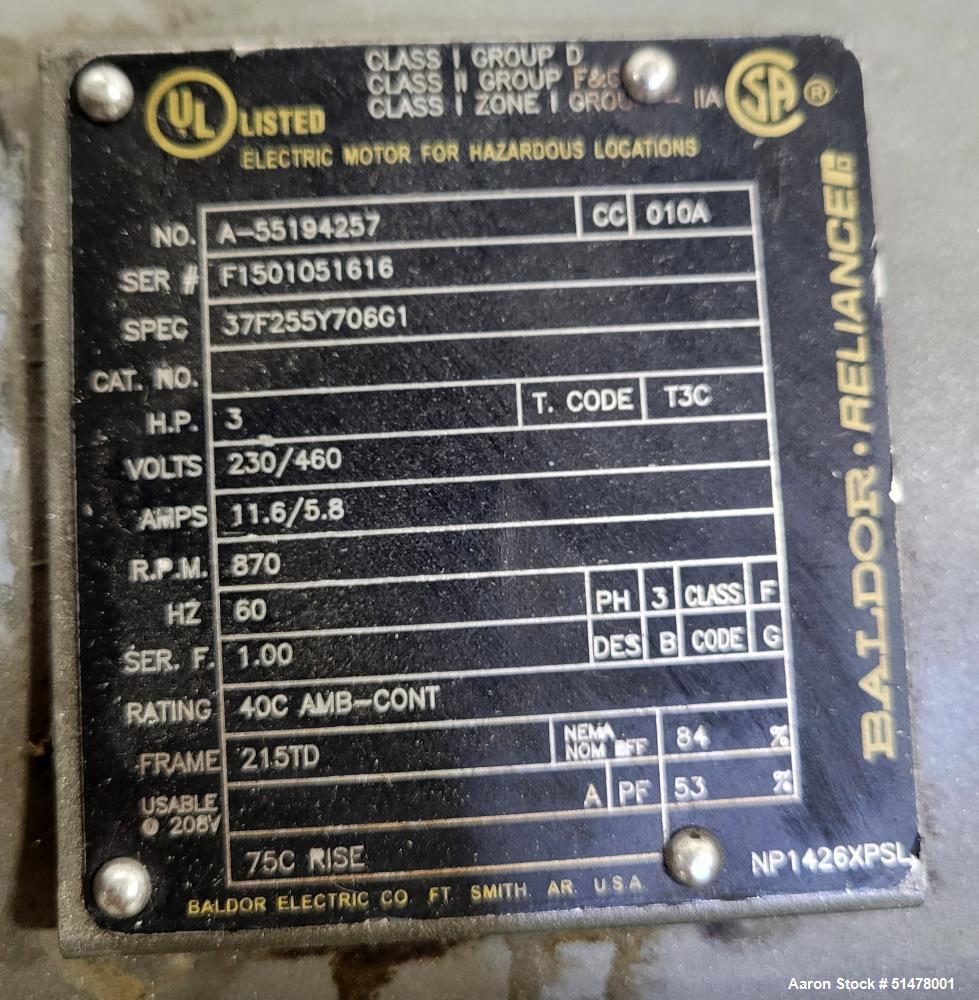 CLASS I GROUP D
CLASS II GROUP F&G
CLASS I ZONE I GROUP IIA
UL LISTED
SA ®
ELECTRIC MOTOR FOR HAZARDOUS LOCATIONS
NO. A-55194257 CC 010A
SER # F1501051616
SPEC 37F255Y706G1
CAT. NO.
H.P. 3 T. CODE T3C
VOLTS 230/460
AMPS 11.6/5.8
R.P.M. 870
HZ 60 PH 3 CLASS F
SER. F. 1.00 DES B CODE G
RATING 40C AMB-CONT
FRAME 215TD NEMA NOM EFF 84 %
USABLE @ 208V A PF 53 %
75C RISE
NP1426XPSL
BALDOR ELECTRIC CO. FT. SMITH. AR. U.S.A.
BALDOR · RELIANCE
Aaron Stock # 51478001